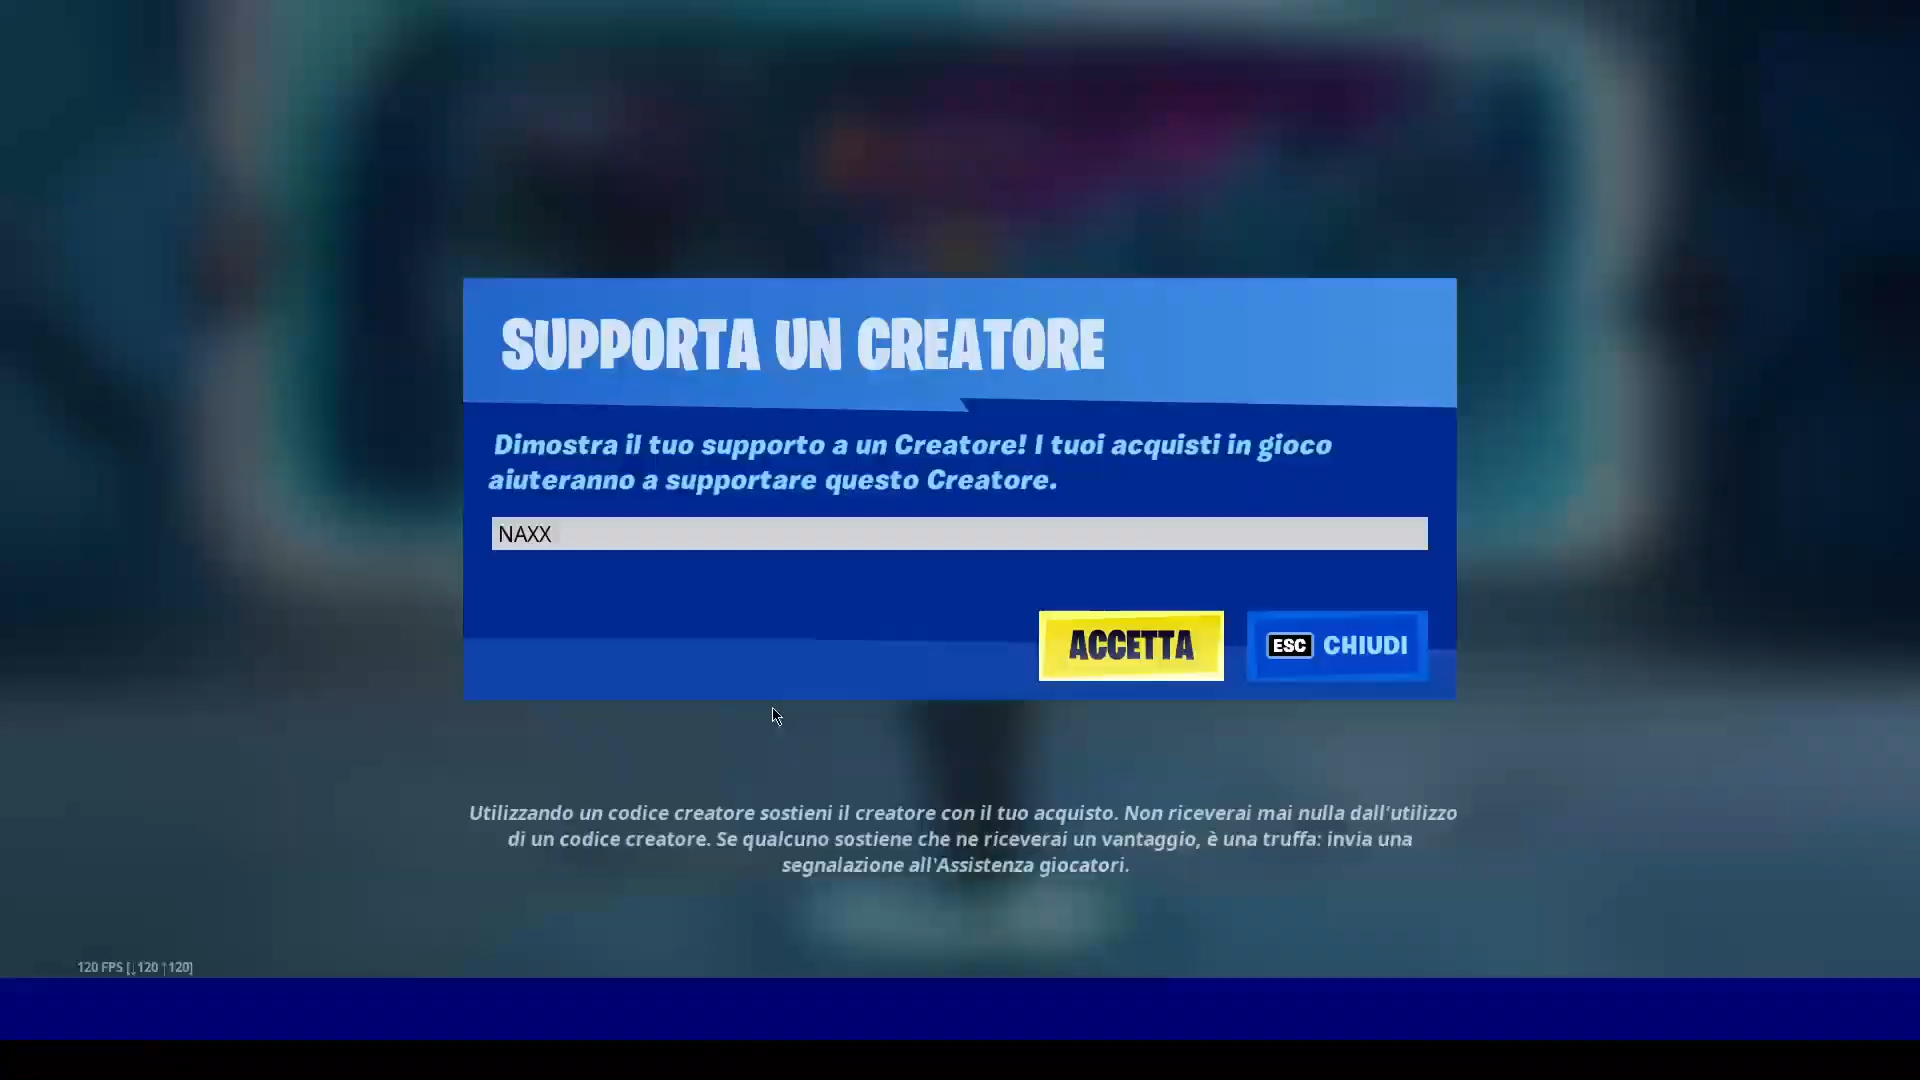 SUPPORTA UN CREATORE
Dimostra il tuo supporto a un Creatore! I tuoi acquisti in gioco
aiuteranno a supportare questo Creatore.
NAXX
ACCETTA
ESC CHIUDI
Utilizzando un codice creatore sostieni il creatore con il tuo acquisto. Non riceverai mai nulla dall'utilizzo
di un codice creatore. Se qualcuno sostiene che ne riceverai un vantaggio, è una truffa: invia una
segnalazione all'Assistenza giocatori.
120 FPS [↓120 ↑120]